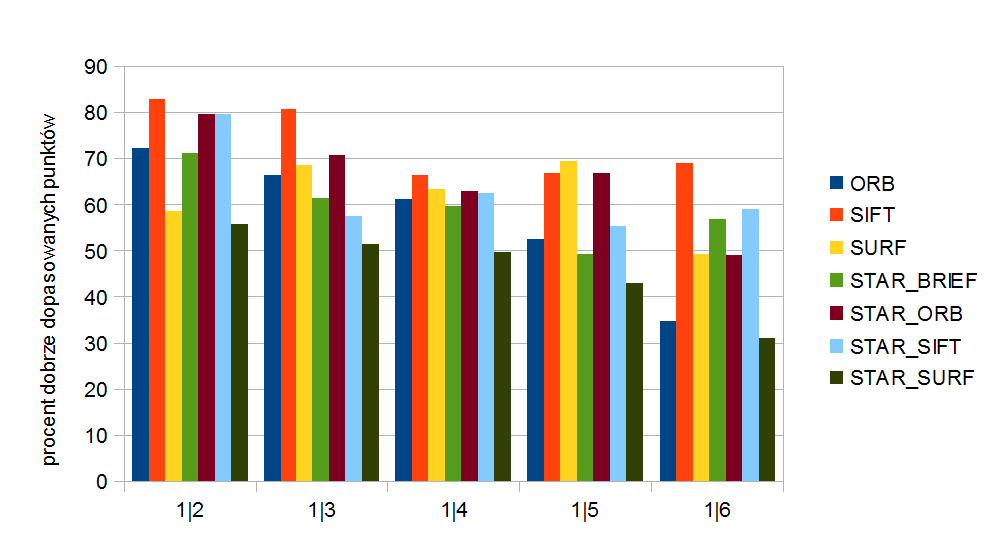 procent dobrze dopasowanych punktów
90
80
70
60
50
40
30
20
10
0
1|2
1|3
1|4
1|5
1|6
ORB
SIFT
SURF
STAR_BRIEF
STAR_ORB
STAR_SIFT
STAR_SURF